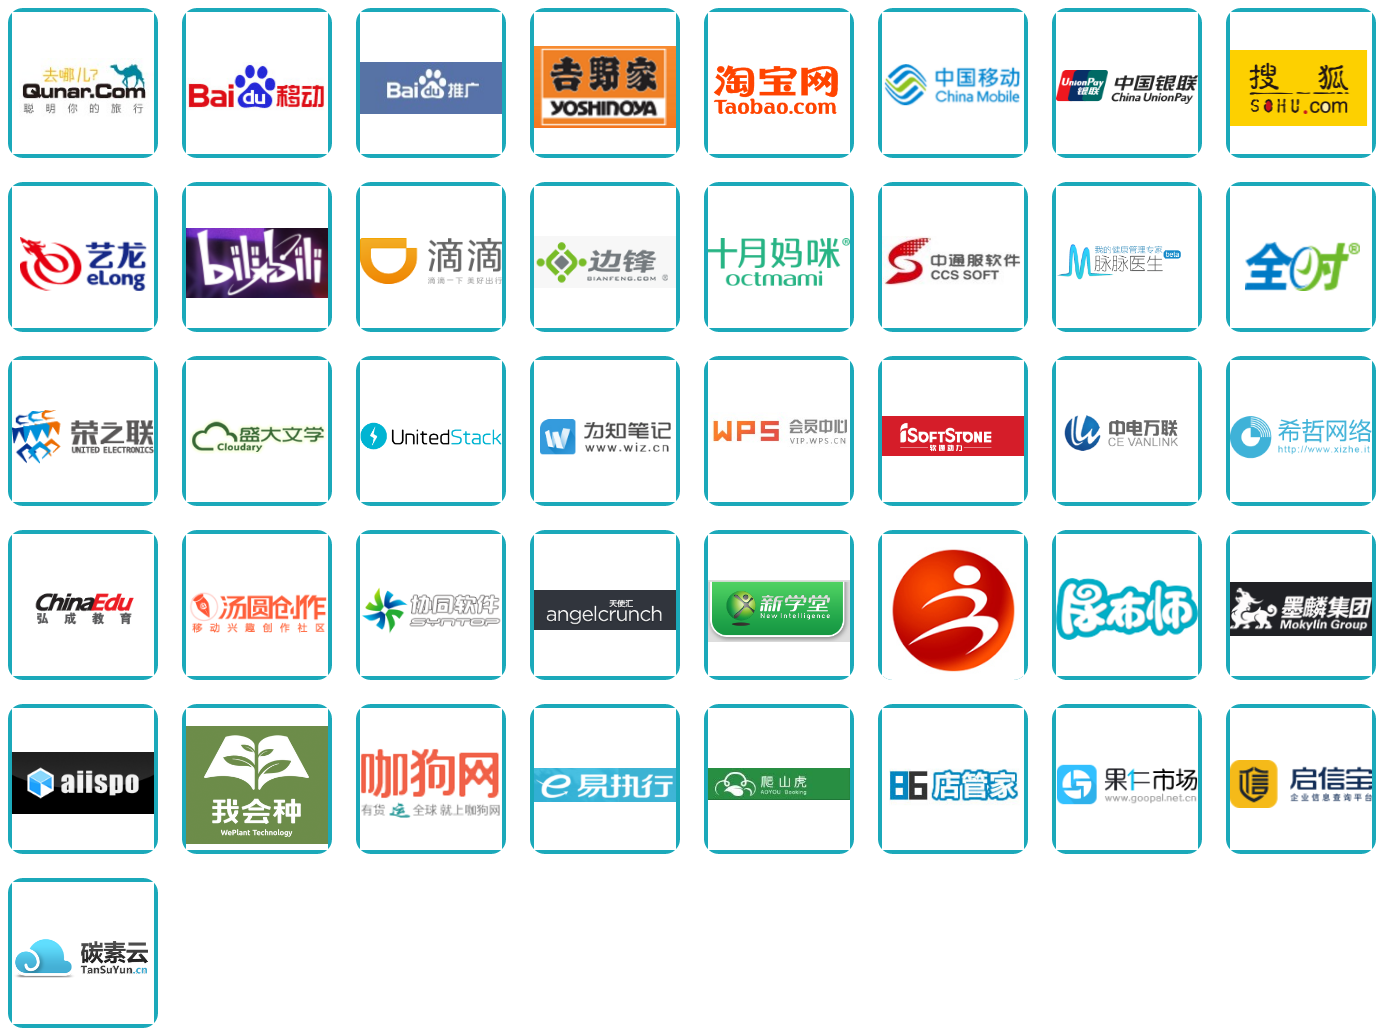 去哪儿?
Qunar.Com
聪明你的旅行
Bai du 移动
Bai du 推广
吉野家
YOSHINOYA
淘宝网
Taobao.com
中国移动
China Mobile
UnionPay
银联
中国银联
China UnionPay
搜狐
SOHU.com
艺龙
eLong
bilibili
滴滴
滴滴一下 美好出行
边锋
BIANFENG.COM ®
十月妈咪®
octmami
中通服软件
CCS SOFT
我的健康管理专家
脉脉医生 beta
全时®
荣之联
UNITED ELECTRONICS
盛大文学
Cloudary
UnitedStack
为知笔记
www.wiz.cn
WPS 会员中心
VIP.WPS.CN
iSOFTSTONE
软通动力
中电万联
CE VANLINK
希哲网络
http://www.xizhe.it
ChinaEdu
弘成教育
汤圆创作
移动兴趣创作社区
协同软件
SYNTOP
天使汇
angelcrunch
新学堂
New Intelligence
尿布师
墨麟集团
Mokylin Group
aiispo
我会种
WePlant Technology
咖狗网
有货 运 全球 就上咖狗网
e易执行
爬山虎
AOYOU Booking
86 店管家
果仁市场
www.goopal.net.cn
启信宝
企业信息查询平台
碳素云
TanSuYun.cn